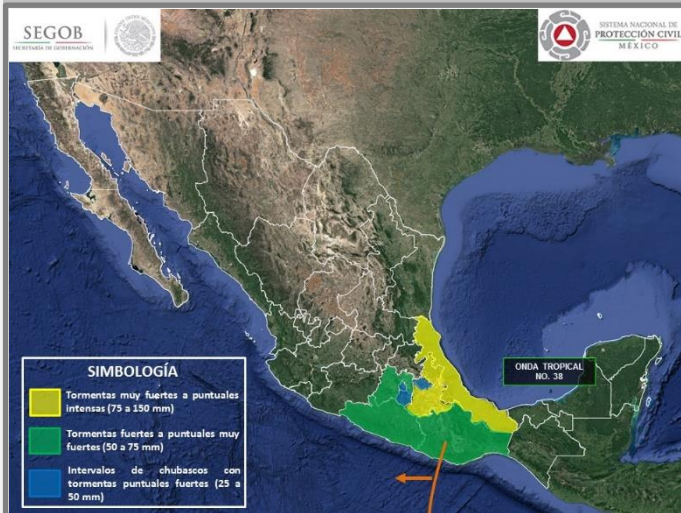 SEGOB
SECRETARÍA DE GOBERNACIÓN
SISTEMA NACIONAL DE
PROTECCIÓN CIVIL
MÉXICO
ONDA TROPICAL
NO. 38
SIMBOLOGÍA
Tormentas muy fuertes a puntuales
intensas (75 a 150 mm)
Tormentas fuertes a puntuales muy
fuertes (50 a 75 mm)
Intervalos de chubascos con
tormentas puntuales fuertes (25 a
50 mm)